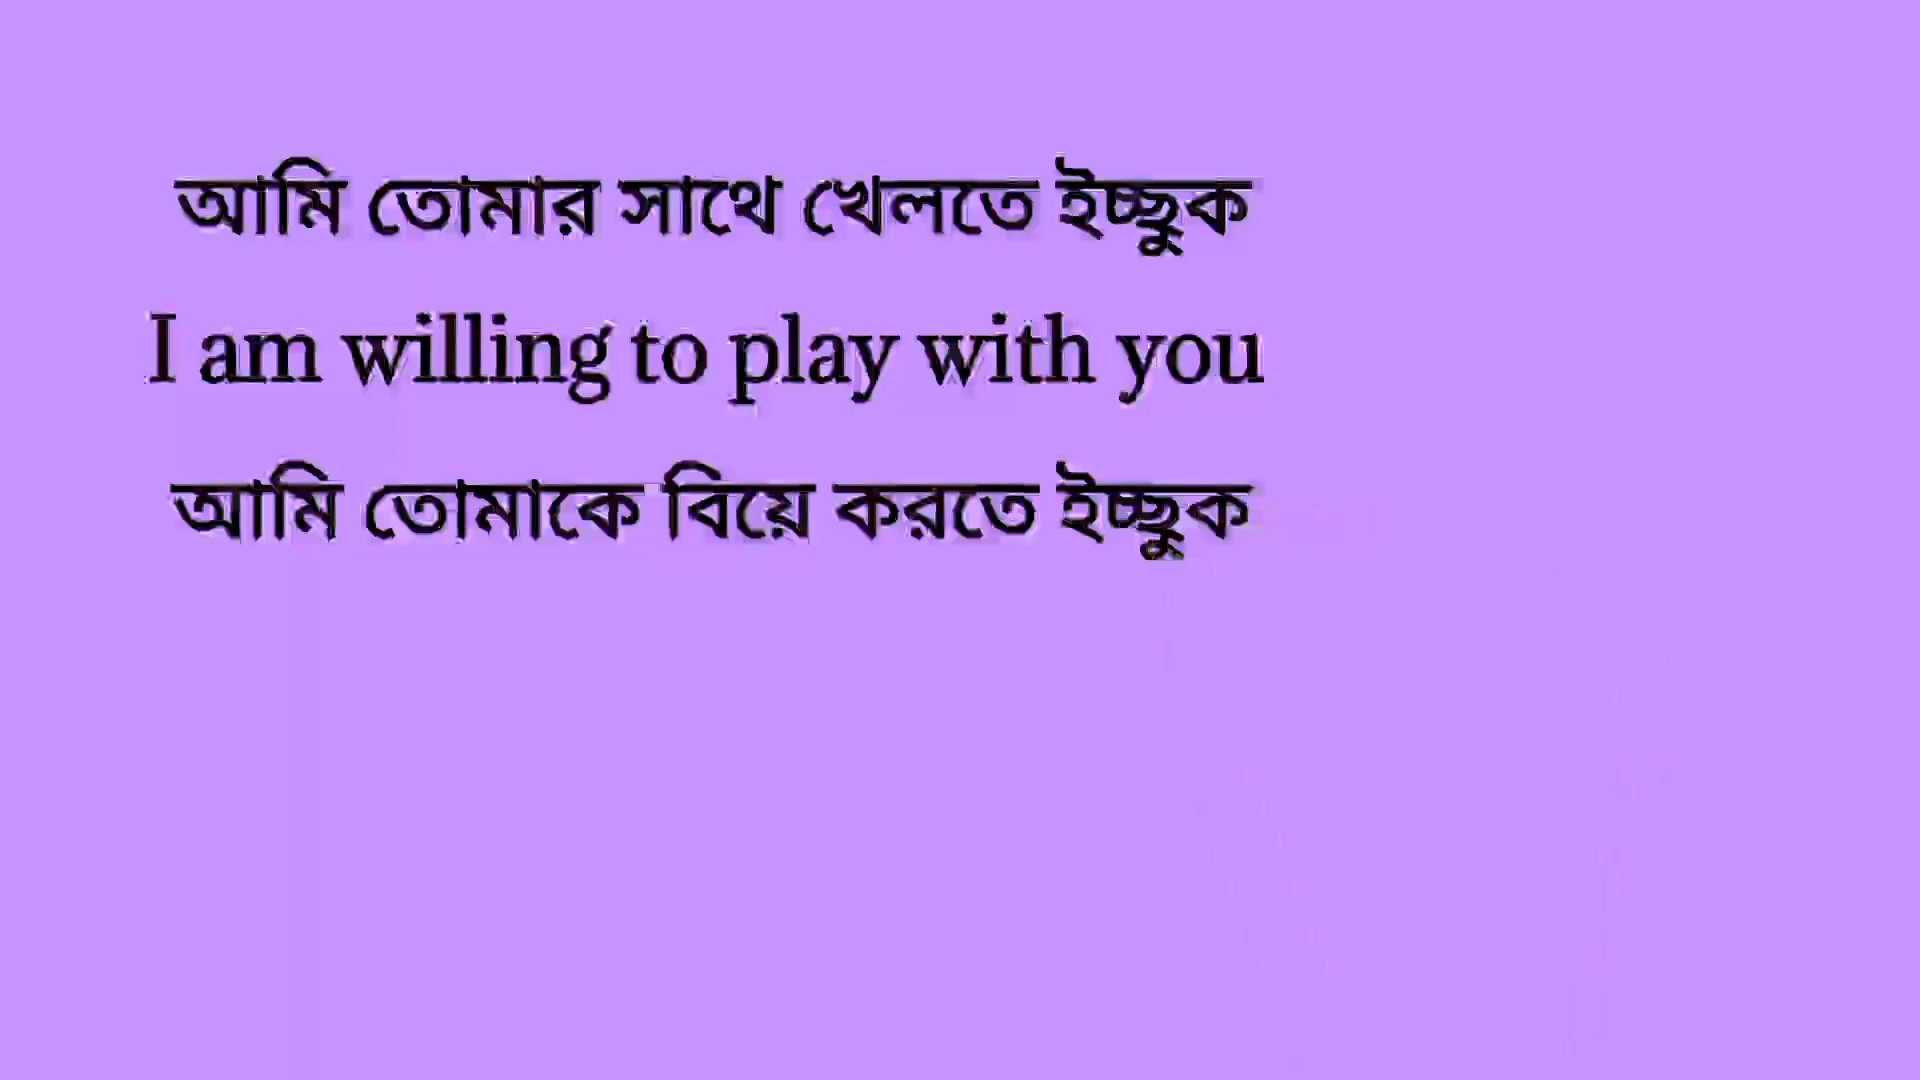 আমি তোমার সাথে খেলতে ইচ্ছুক
I am willing to play with you
আমি তোমাকে বিয়ে করতে ইচ্ছুক